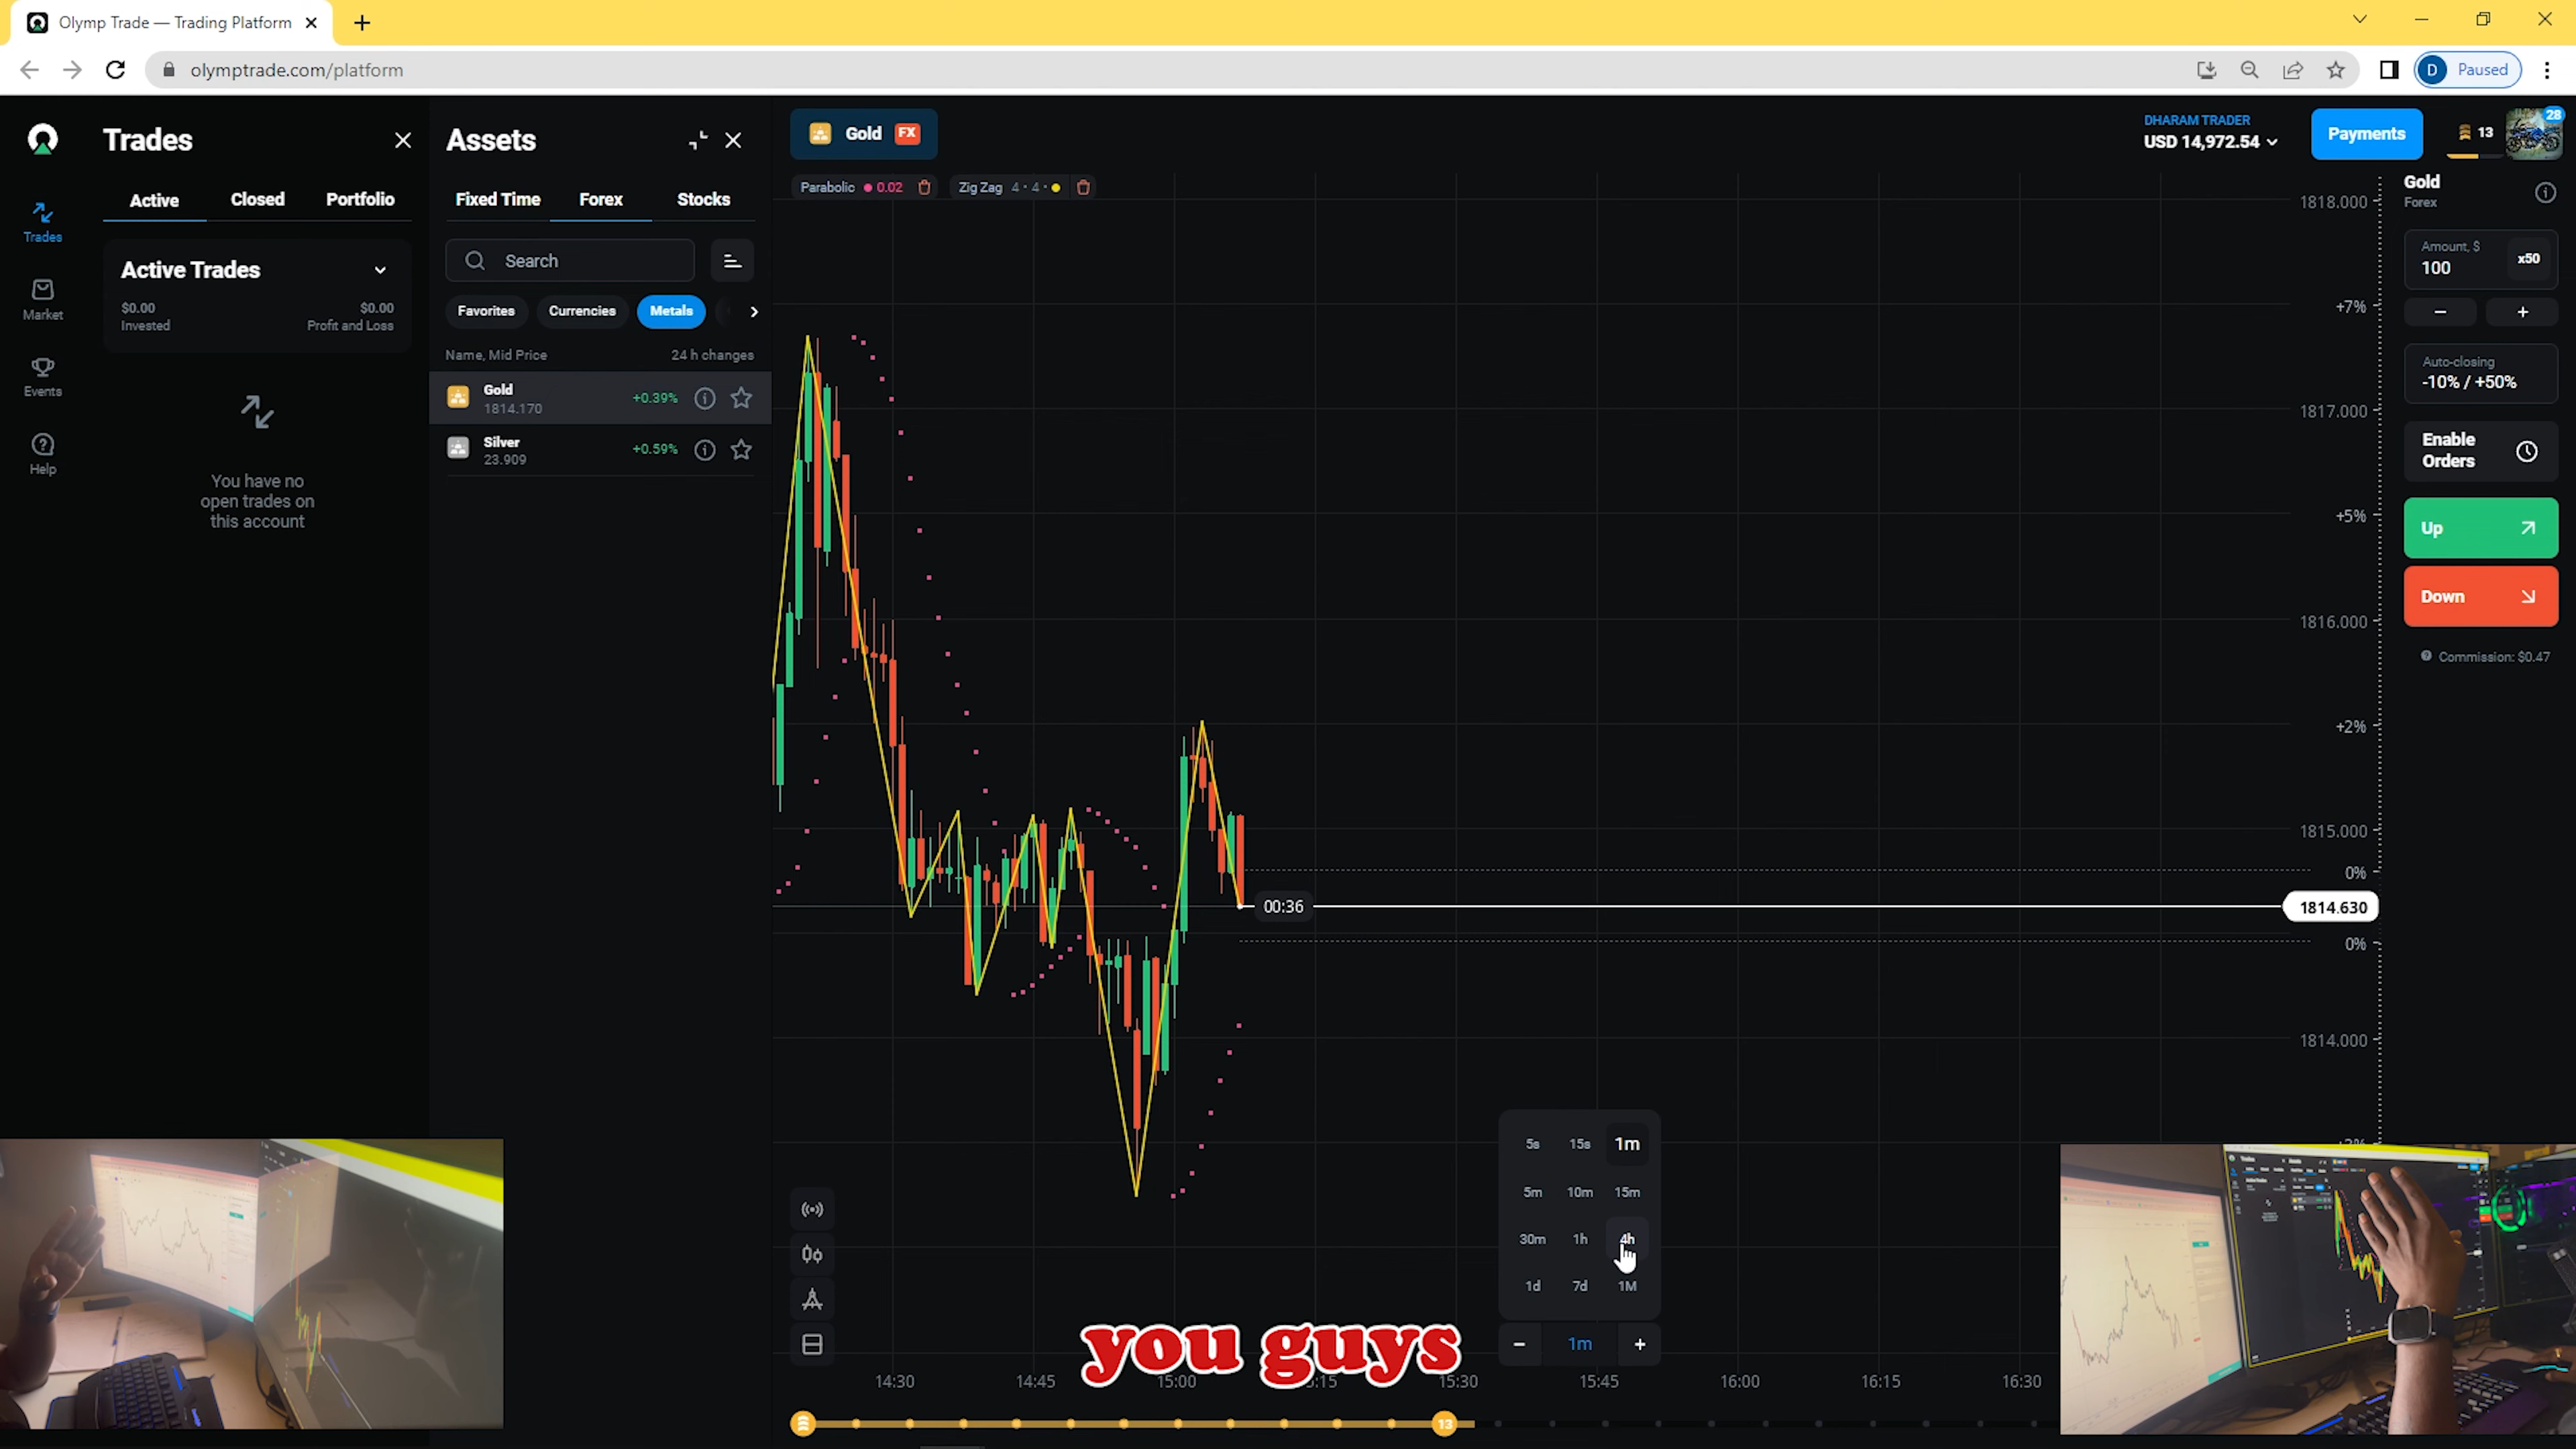 Olymp Trade — Trading Platform
olymptrade.com/platform
D Paused
Trades
Market
Events
Help
Trades
Active Closed Portfolio
Active Trades
$0.00 $0.00
Invested Profit and Loss
You have no
open trades on
this account
Assets
Fixed Time Forex Stocks
Search
Favorites Currencies Metals
Name, Mid Price 24 h changes
Gold
1814.170
+0.39%
Silver
23.909
+0.59%
Gold FX
Parabolic 0.02 Zig Zag 4 · 4 ·
DHARAM TRADER
USD 14,972.54
Payments
13
28
1818.000
+7%
1817.000
+5%
1816.000
+2%
1815.000
0%
1814.630
0%
1814.000
00:36
Gold
Forex
Amount, $
100
x50
− +
Auto-closing
-10% / +50%
Enable
Orders
Up
Down
Commission: $0.47
5s 15s 1m
5m 10m 15m
30m 1h 4h
1d 7d 1M
− 1m +
you guys
14:30 14:45 15:00 15:30 15:45 16:00 16:15 16:30
13